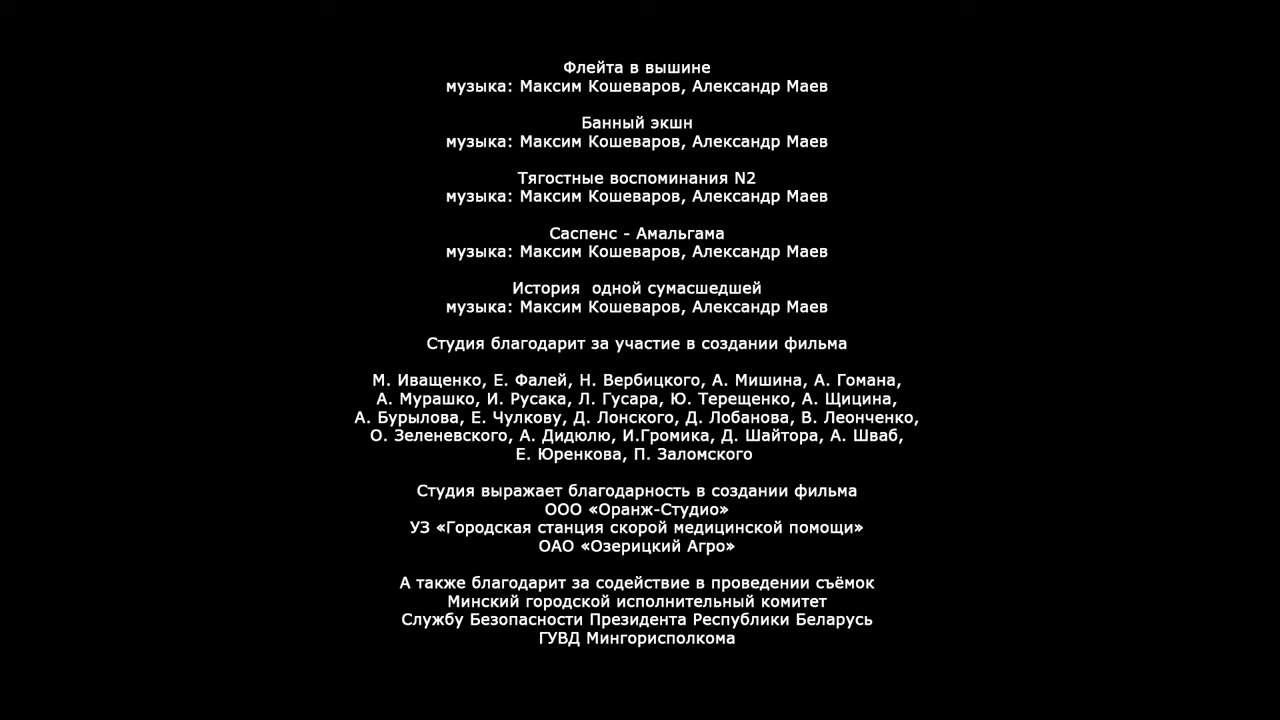 Флейта в вышине
музыка: Максим Кошеваров, Александр Маев
Банный экшн
музыка: Максим Кошеваров, Александр Маев
Тягостные воспоминания N2
музыка: Максим Кошеваров, Александр Маев
Саспенс - Амальгама
музыка: Максим Кошеваров, Александр Маев
История  одной сумасшедшей
музыка: Максим Кошеваров, Александр Маев
Студия благодарит за участие в создании фильма
М. Иващенко, Е. Фалей, Н. Вербицкого, А. Мишина, А. Гомана,
А. Мурашко, И. Русака, Л. Гусара, Ю. Терещенко, А. Щицина,
А. Бурылова, Е. Чулкову, Д. Лонского, Д. Лобанова, В. Леонченко,
О. Зеленевского, А. Дидюлю, И.Громика, Д. Шайтора, А. Шваб,
Е. Юренкова, П. Заломского
Студия выражает благодарность в создании фильма
ООО «Оранж-Студио»
УЗ «Городская станция скорой медицинской помощи»
ОАО «Озерицкий Агро»
А также благодарит за содействие в проведении съёмок
Минский городской исполнительный комитет
Службу Безопасности Президента Республики Беларусь
ГУВД Мингорисполкома